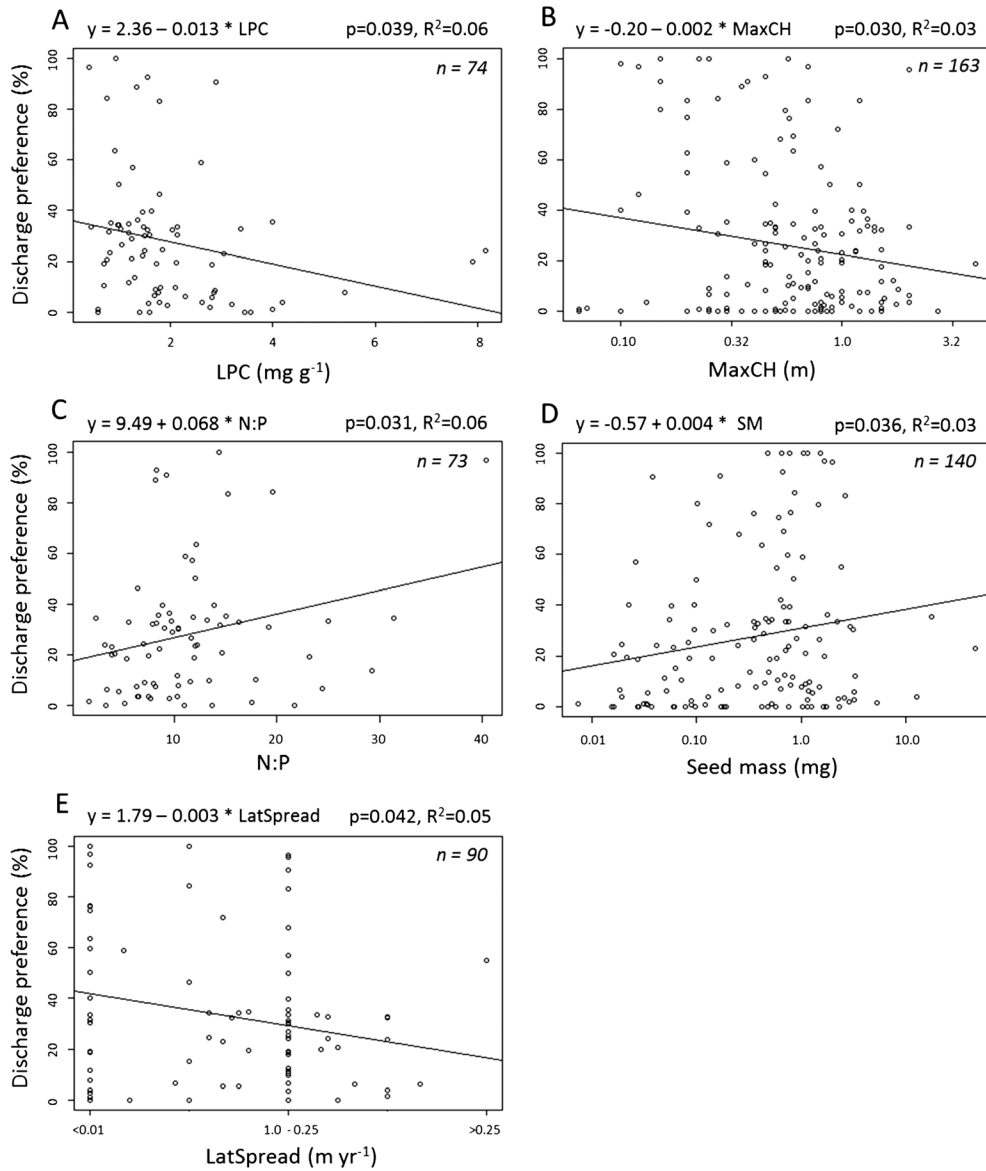 A
y = 2.36 – 0.013 * LPC p=0.039, R²=0.06
n = 74
Discharge preference (%)
100
80
60
40
20
0
2 4 6 8
LPC (mg g⁻¹)
B
y = -0.20 – 0.002 * MaxCH p=0.030, R²=0.03
n = 163
100
80
60
40
20
0
0.10 0.32 1.0 3.2
MaxCH (m)
C
y = 9.49 + 0.068 * N:P p=0.031, R²=0.06
n = 73
Discharge preference (%)
100
80
60
40
20
0
10 20 30 40
N:P
D
y = -0.57 + 0.004 * SM p=0.036, R²=0.03
n = 140
100
80
60
40
20
0
0.01 0.10 1.0 10.0
Seed mass (mg)
E
y = 1.79 – 0.003 * LatSpread p=0.042, R²=0.05
n = 90
Discharge preference (%)
100
80
60
40
20
0
<0.01 1.0 - 0.25 >0.25
LatSpread (m yr⁻¹)